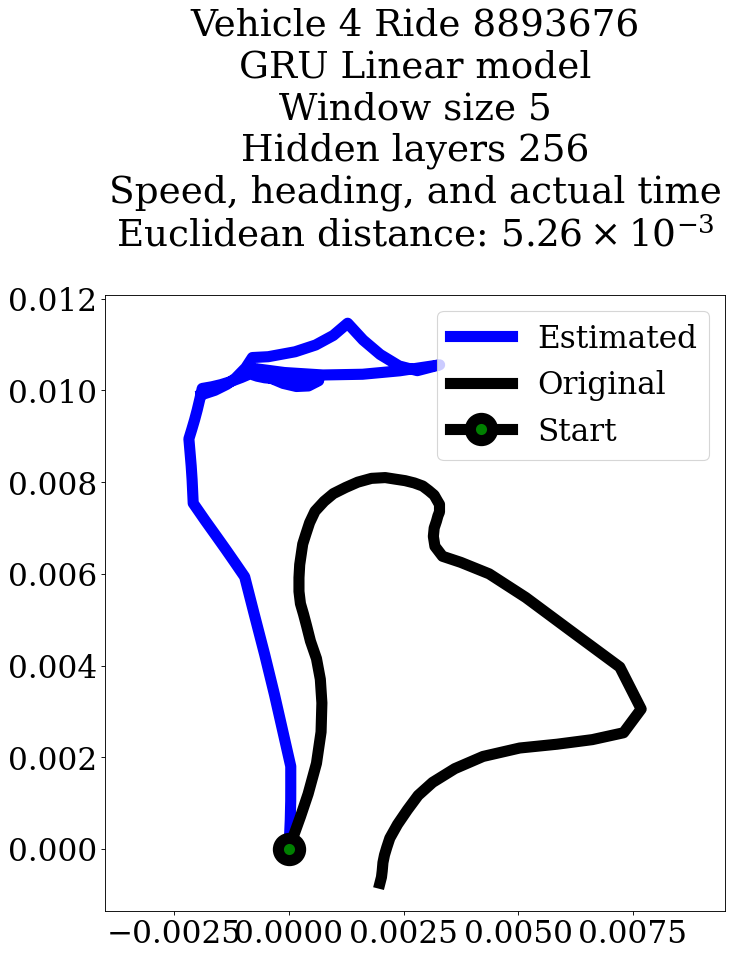 Vehicle 4 Ride 8893676
GRU Linear model
Window size 5
Hidden layers 256
Speed, heading, and actual time
Euclidean distance: 5.26 × 10⁻³
0.012
Estimated
0.010
Original
Start
0.008
0.006
0.004
0.002
0.000
−0.0025 0.0000 0.0025 0.0050 0.0075